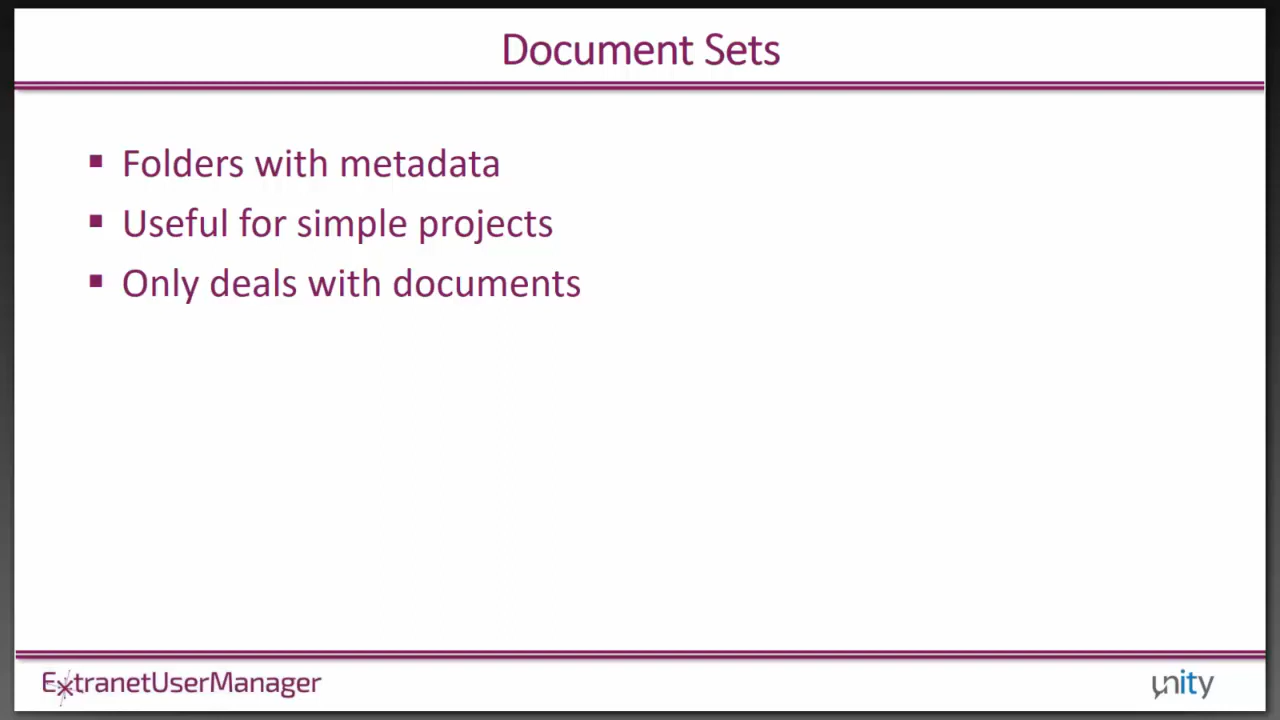 Document Sets
▪ Folders with metadata
▪ Useful for simple projects
▪ Only deals with documents
ExtranetUserManager
unity